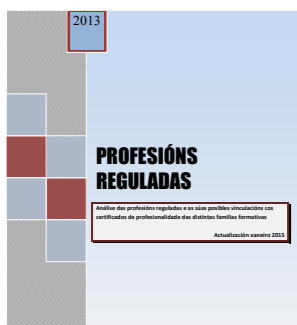 2013
PROFESIÓNS
REGULADAS
Análise das profesións reguladas e as súas posibles vinculacións cos
certificados de profesionalidade das distintas familias formativas
Actualización xaneiro 2015